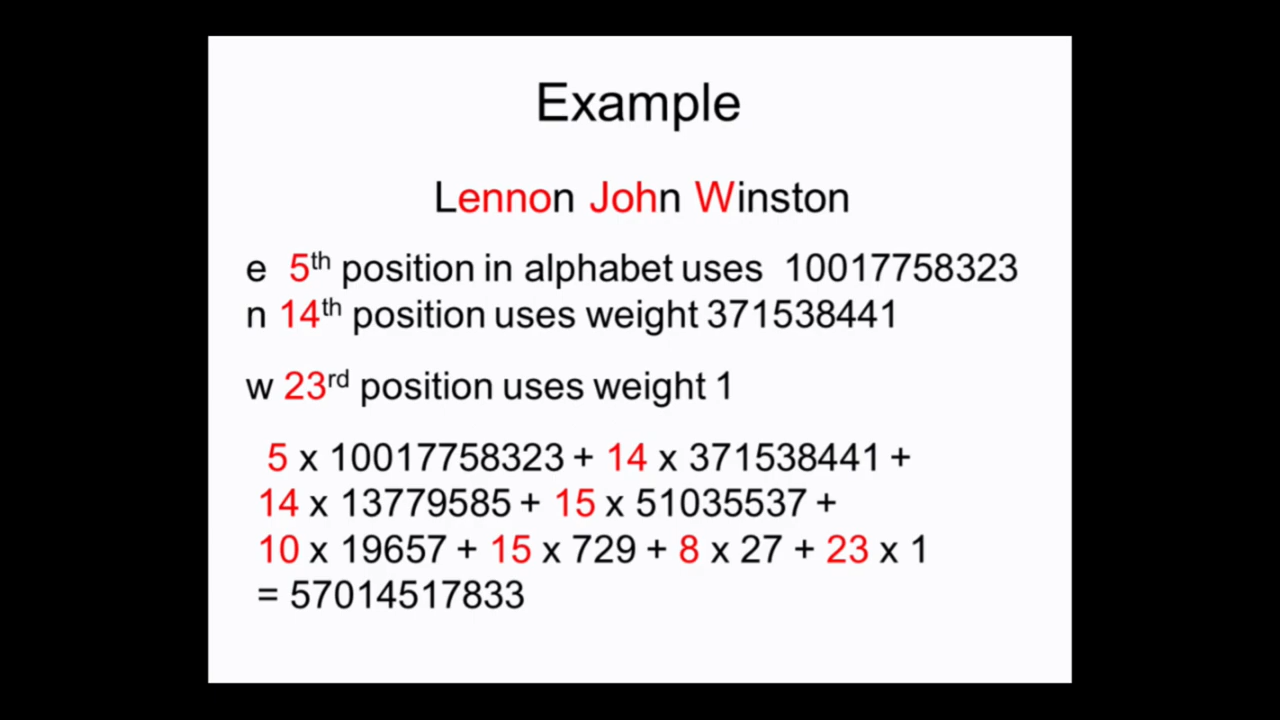 Example
Lennon John Winston
e 5th position in alphabet uses 10017758323
n 14th position uses weight 371538441
w 23rd position uses weight 1
5 x 10017758323 + 14 x 371538441 +
14 x 13779585 + 15 x 51035537 +
10 x 19657 + 15 x 729 + 8 x 27 + 23 x 1
= 57014517833